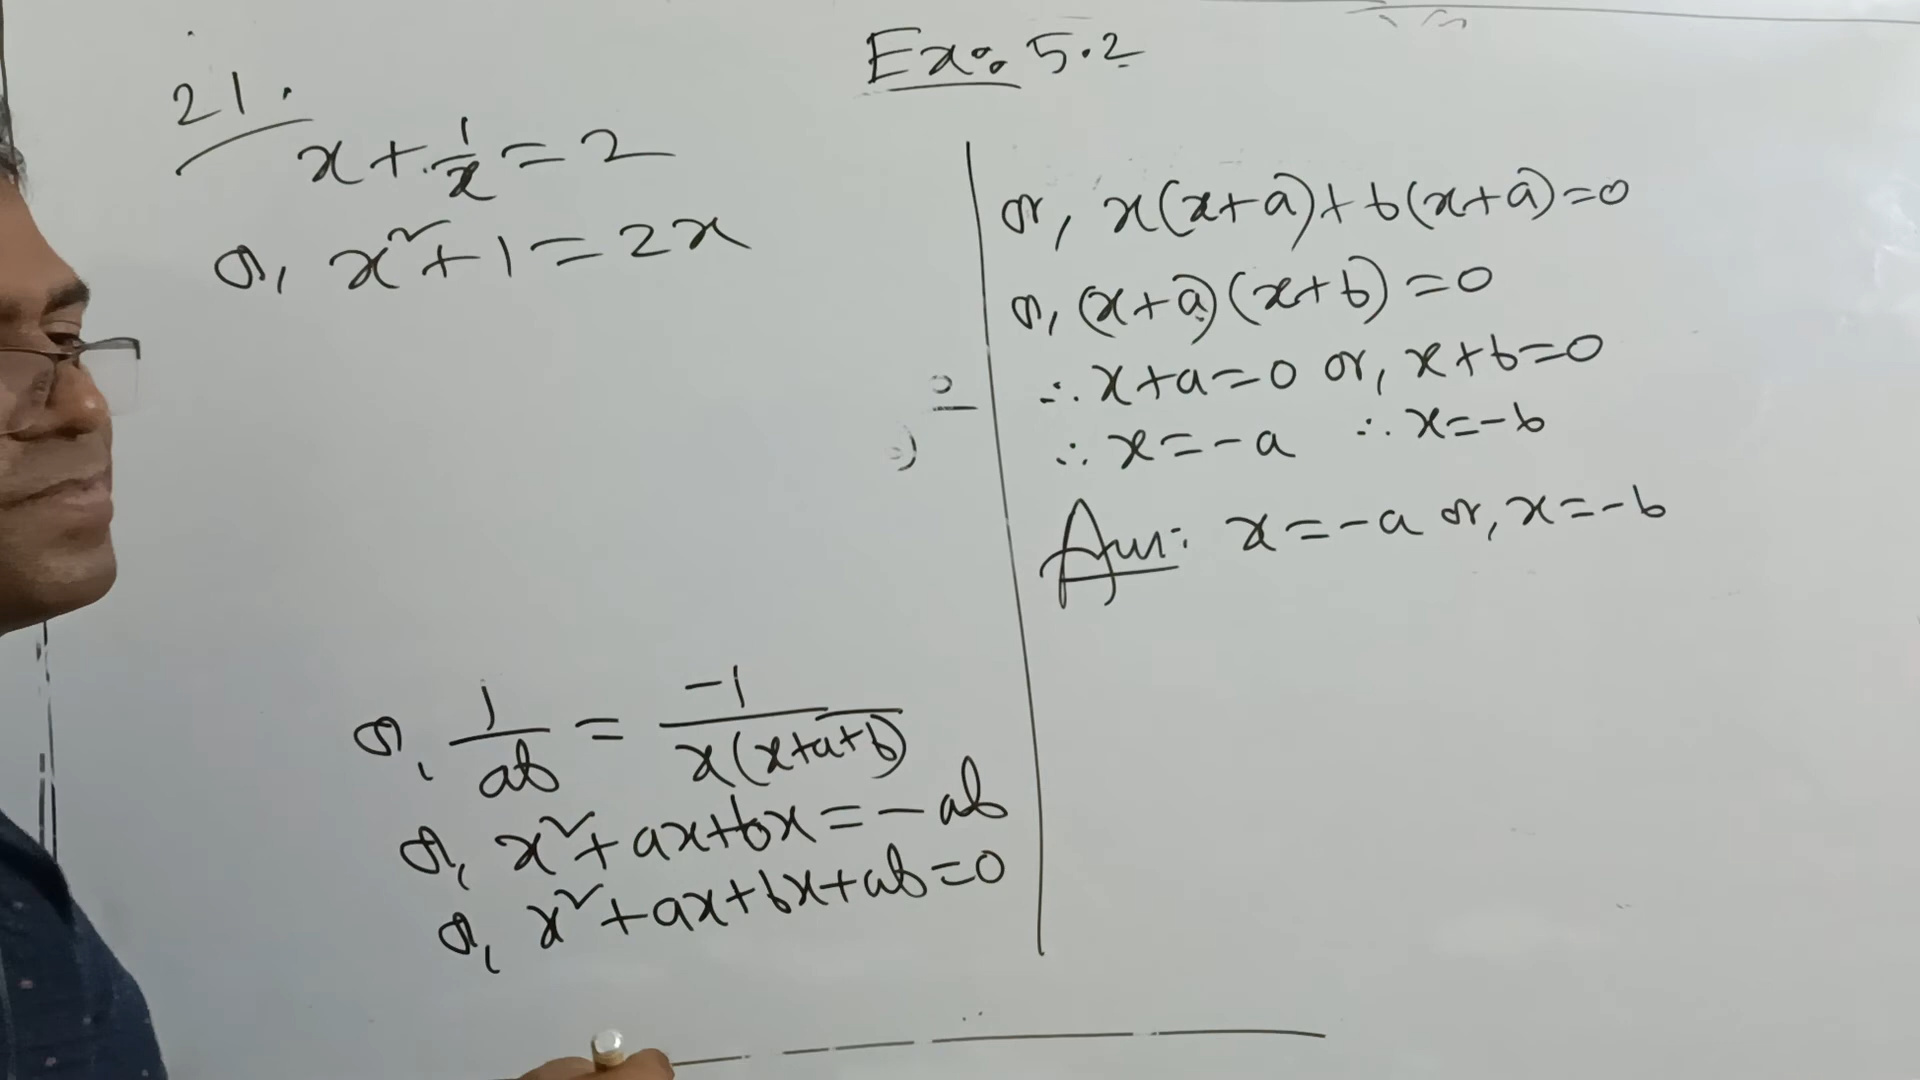 Ex: 5.2
21.
x + 1/x = 2
or, x² + 1 = 2x
or, 1/ab = -1/x(x+a+b)
or, x² + ax + bx = -ab
or, x² + ax + bx + ab = 0
or, x(x+a) + b(x+a) = 0
or, (x+a)(x+b) = 0
∴ x+a = 0 or, x+b = 0
∴ x = -a ∴ x = -b
Ans: x = -a or, x = -b